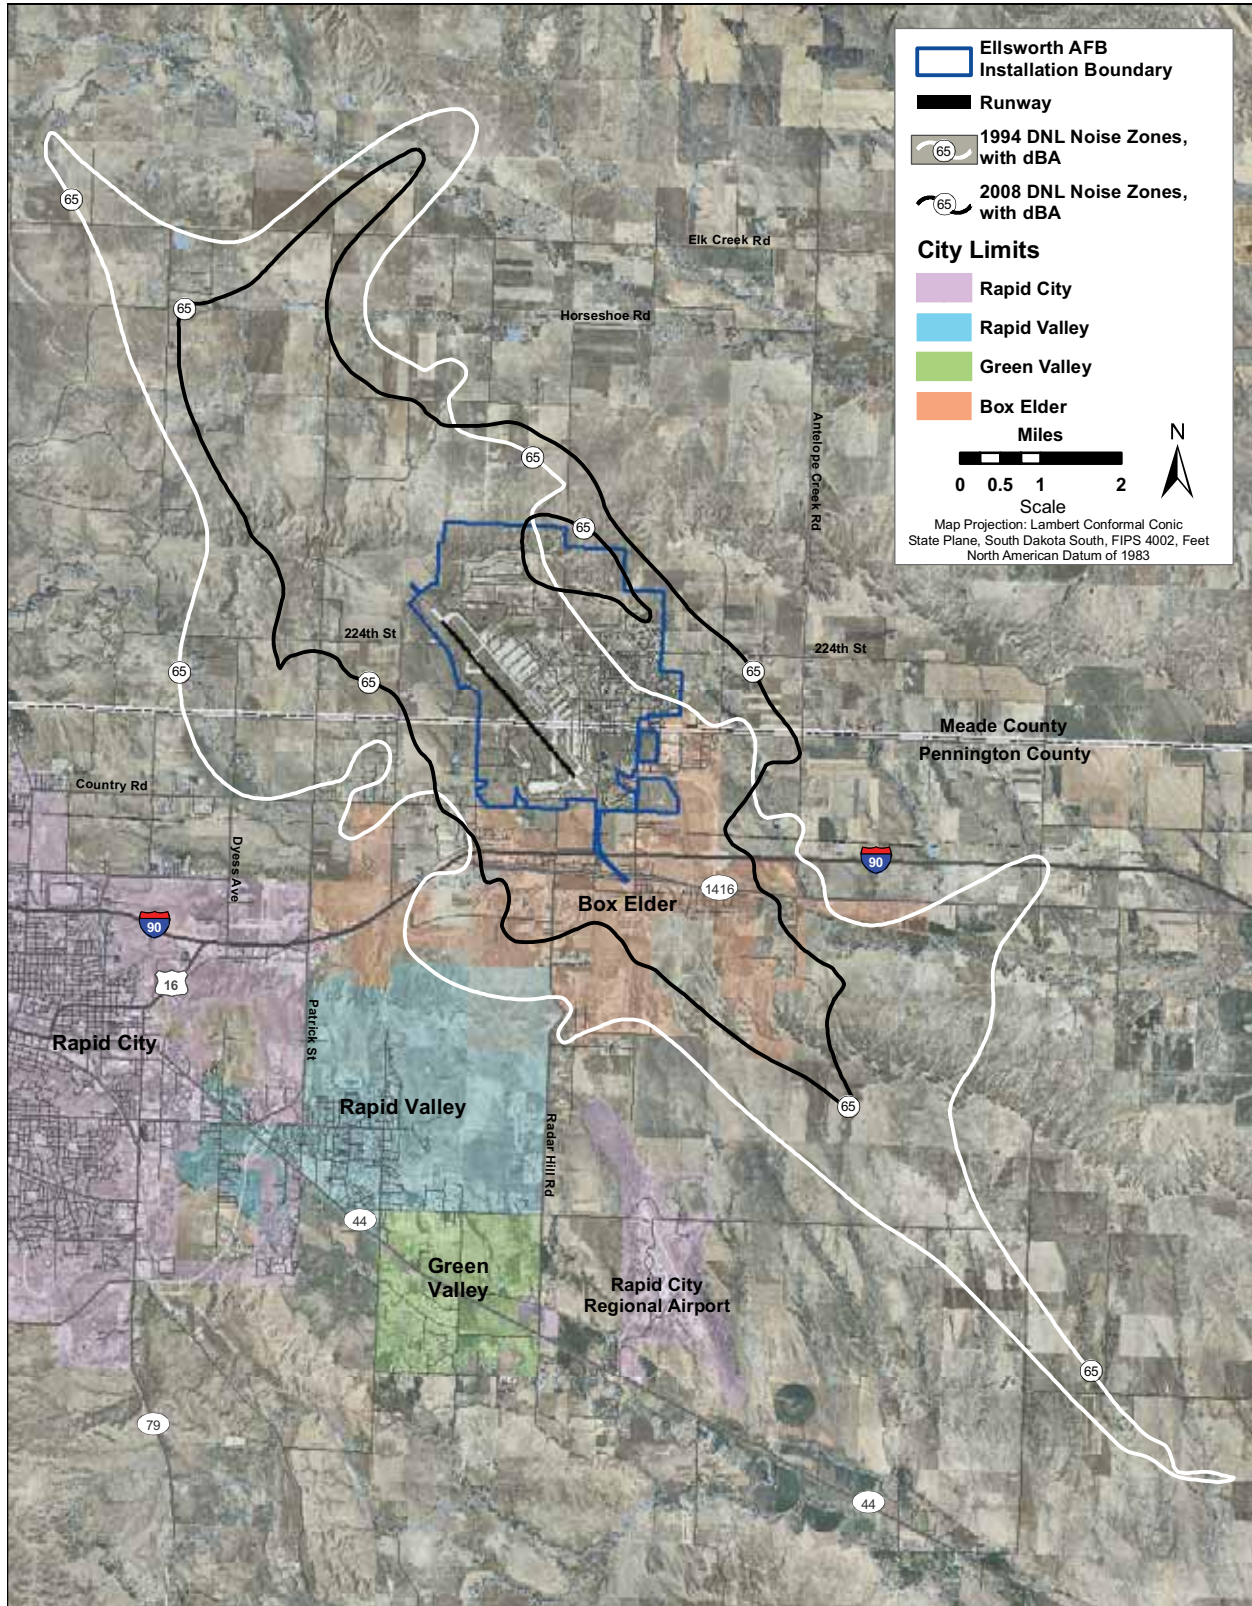 Ellsworth AFB
Installation Boundary
Runway
65
1994 DNL Noise Zones,
with dBA
65
2008 DNL Noise Zones,
with dBA
City Limits
Rapid City
Rapid Valley
Green Valley
Box Elder
Miles
0 0.5 1 2
Scale
N
Map Projection: Lambert Conformal Conic
State Plane, South Dakota South, FIPS 4002, Feet
North American Datum of 1983
65
Elk Creek Rd
65
Horseshoe Rd
Antelope Creek Rd
65
65
224th St
224th St
65
65
65
Meade County
Pennington County
Country Rd
Dyess Ave
90
1416
Box Elder
90
16
Patrick St
Rapid City
Rapid Valley
65
Radar Hill Rd
44
Green
Valley
Rapid City
Regional Airport
65
79
44